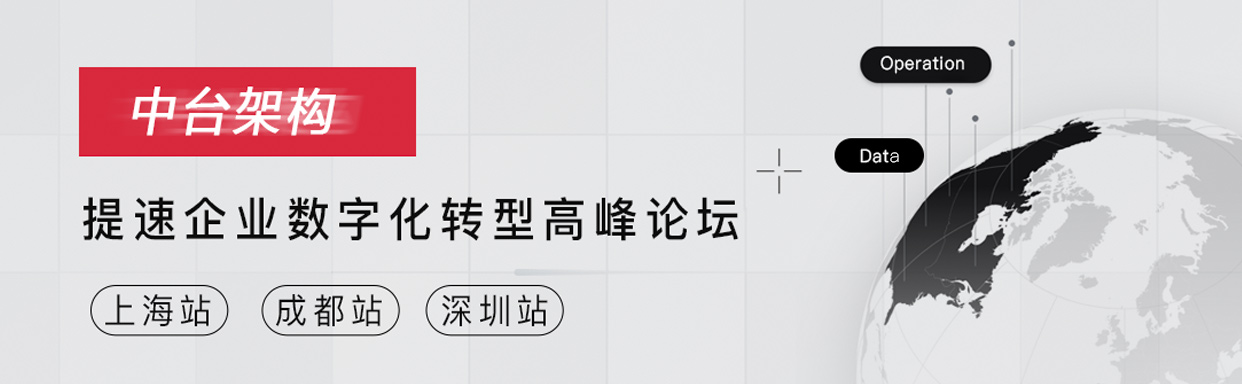 中台架构
提速企业数字化转型高峰论坛
上海站 成都站 深圳站
Operation
Data